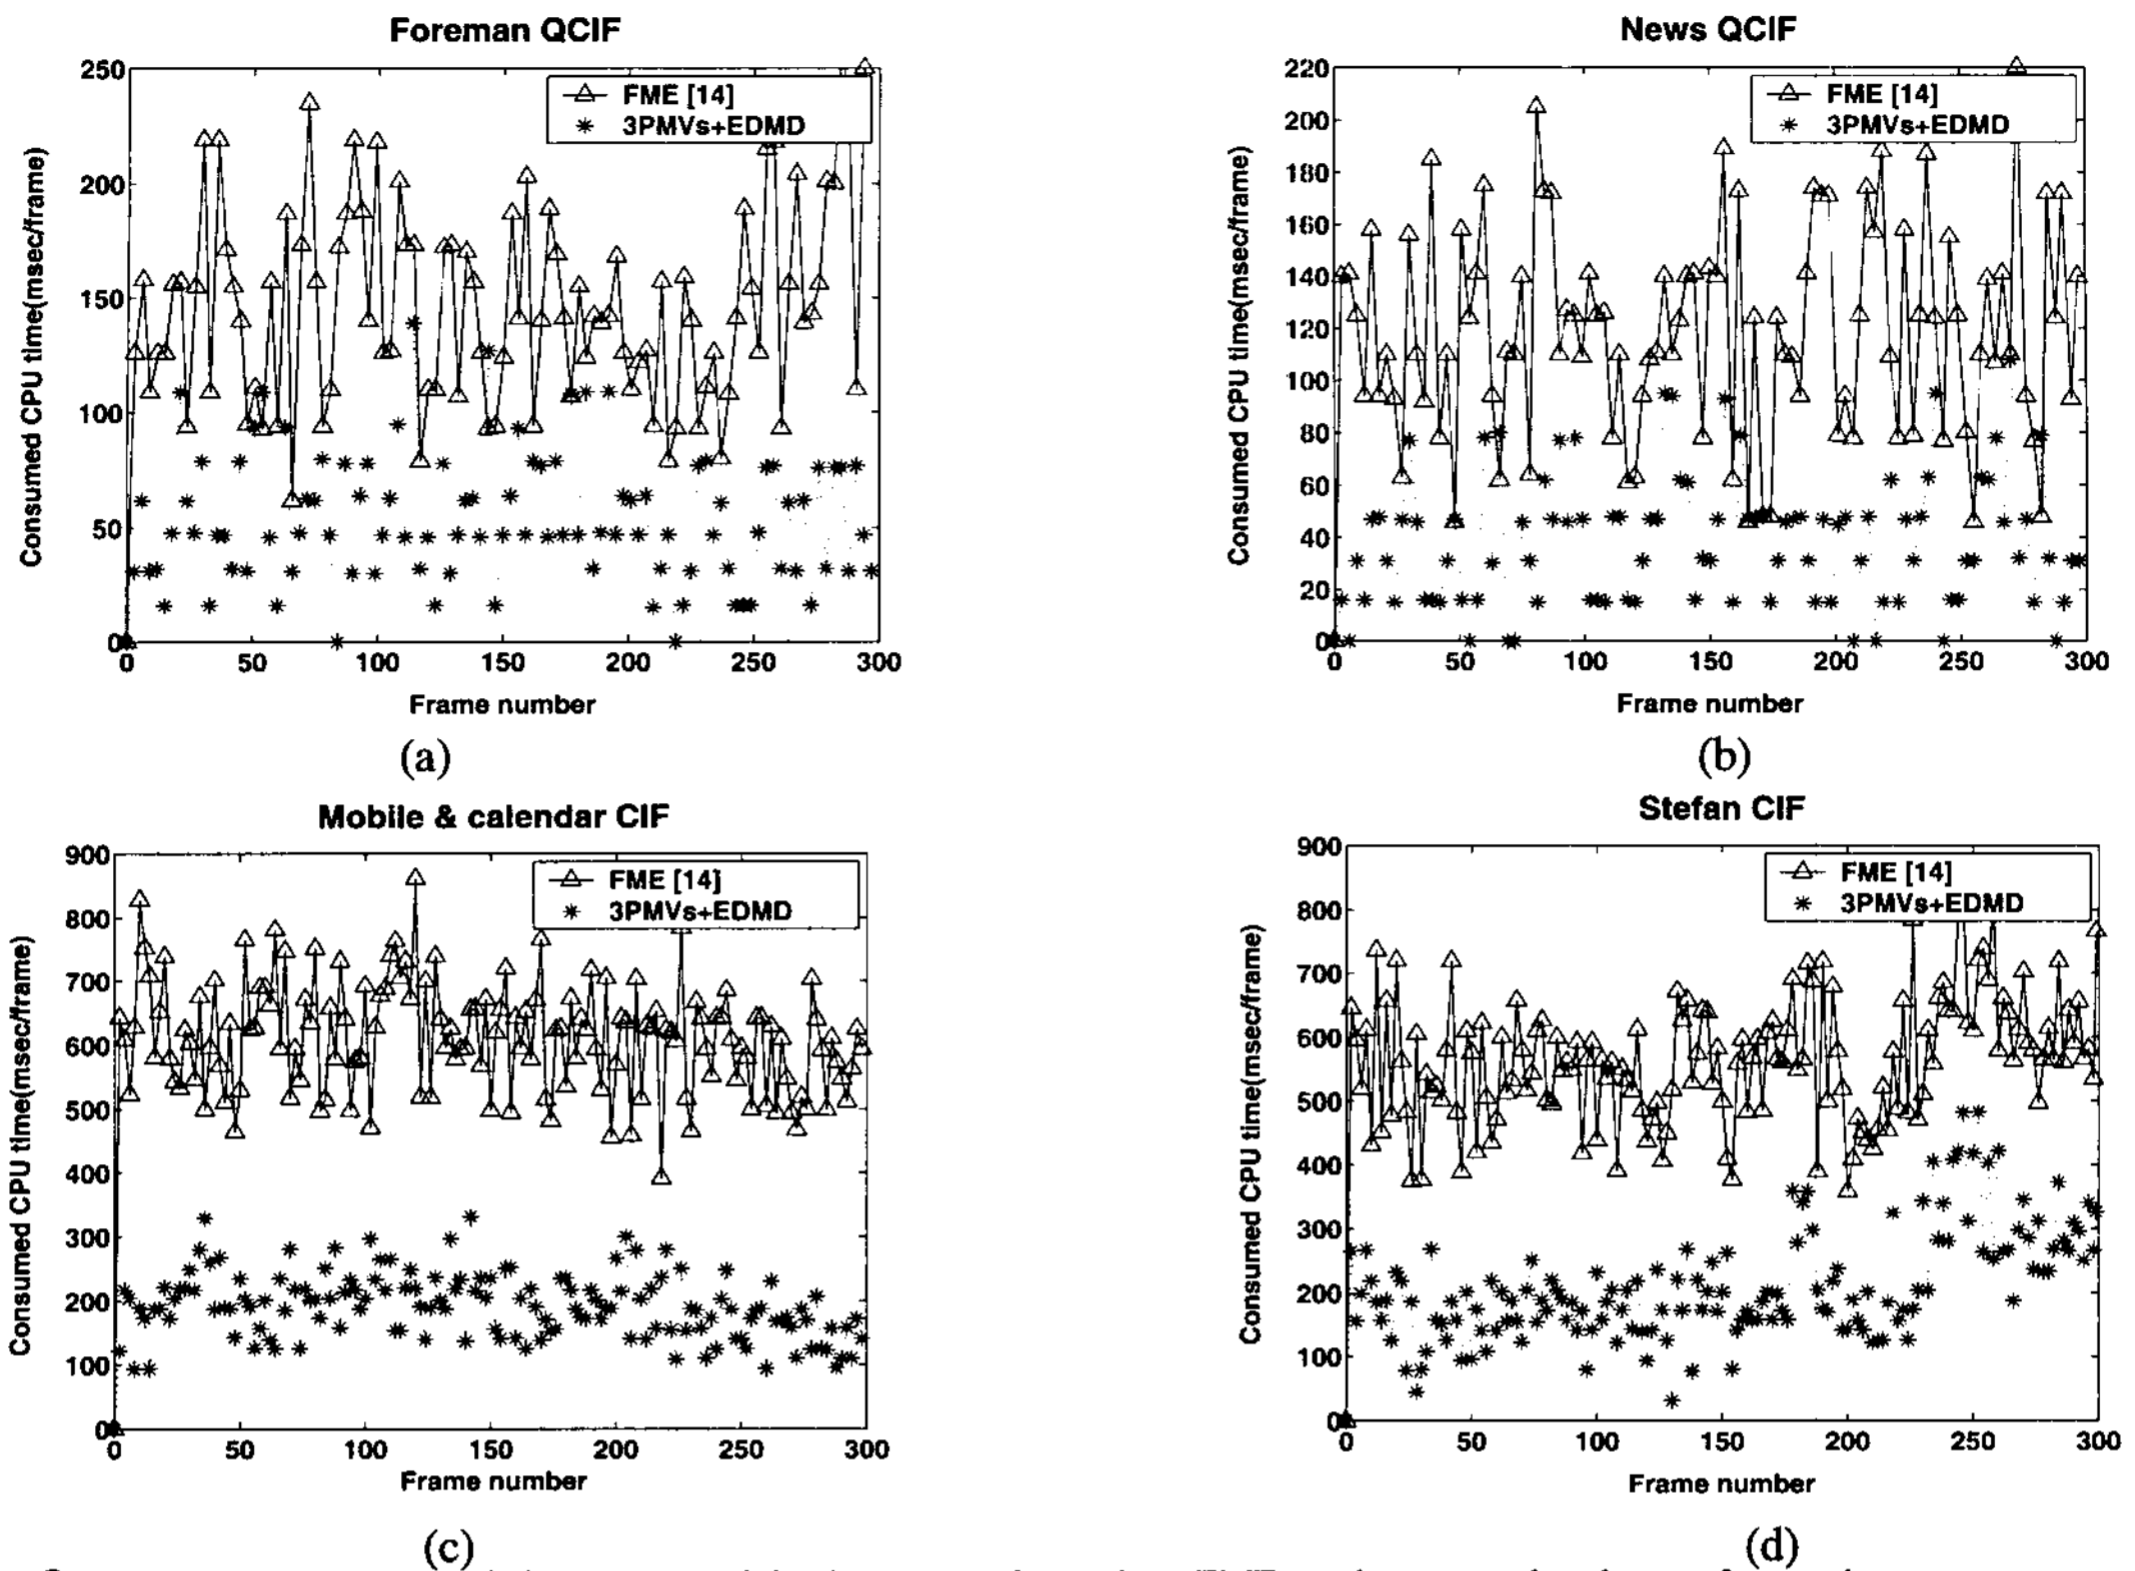 Foreman QCIF
250
200
150
100
50
0
0 50 100 150 200 250 300
Consumed CPU time(msec/frame)
Frame number
FME [14]
3PMVs+EDMD
(a)
News QCIF
220
200
180
160
140
120
100
80
60
40
20
0
0 50 100 150 200 250 300
Consumed CPU time(msec/frame)
Frame number
FME [14]
3PMVs+EDMD
(b)
Mobile & calendar CIF
900
800
700
600
500
400
300
200
100
0
0 50 100 150 200 250 300
Consumed CPU time(msec/frame)
Frame number
FME [14]
3PMVs+EDMD
(c)
Stefan CIF
900
800
700
600
500
400
300
200
100
0
0 50 100 150 200 250 300
Consumed CPU time(msec/frame)
Frame number
FME [14]
3PMVs+EDMD
(d)